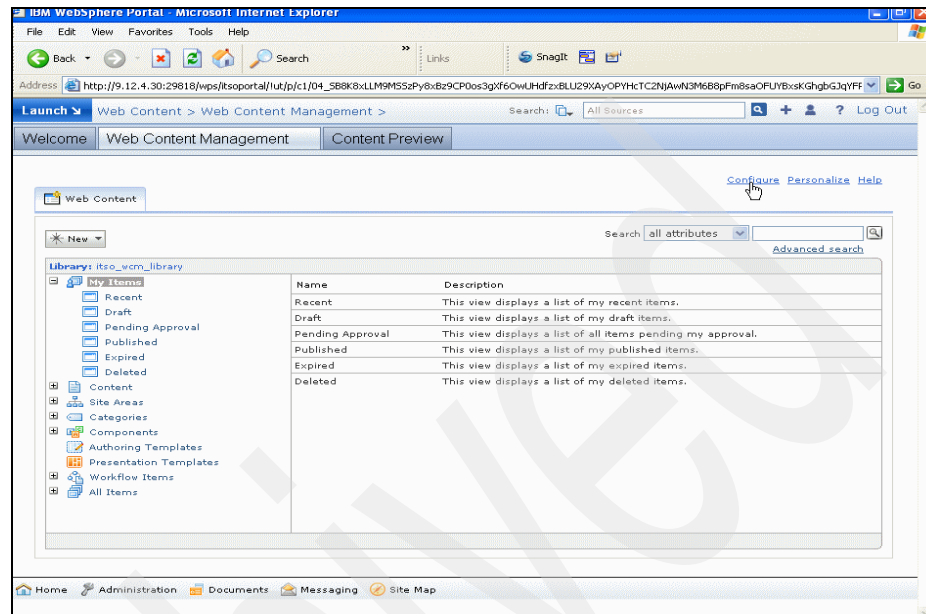 IBM WebSphere Portal - Microsoft Internet Explorer
File Edit View Favorites Tools Help
Back Search » Links SnagIt
Address http://9.12.4.30:29818/wps/itsoportal/!ut/p/c1/
Go
Launch Web Content > Web Content Management > Search: All Sources + ? Log Out
Welcome Web Content Management Content Preview
Configure Personalize Help
Web Content
New Search all attributes
Advanced search
Library: itso_wcm_library
My Items Name Description
Recent Recent This view displays a list of my recent items.
Draft Draft This view displays a list of my draft items.
Pending Approval Pending Approval This view displays a list of all items pending my approval.
Published Published This view displays a list of my published items.
Expired Expired This view displays a list of my expired items.
Deleted Deleted This view displays a list of my deleted items.
Content
Site Areas
Categories
Components
Authoring Templates
Presentation Templates
Workflow Items
All Items
Home Administration Documents Messaging Site Map